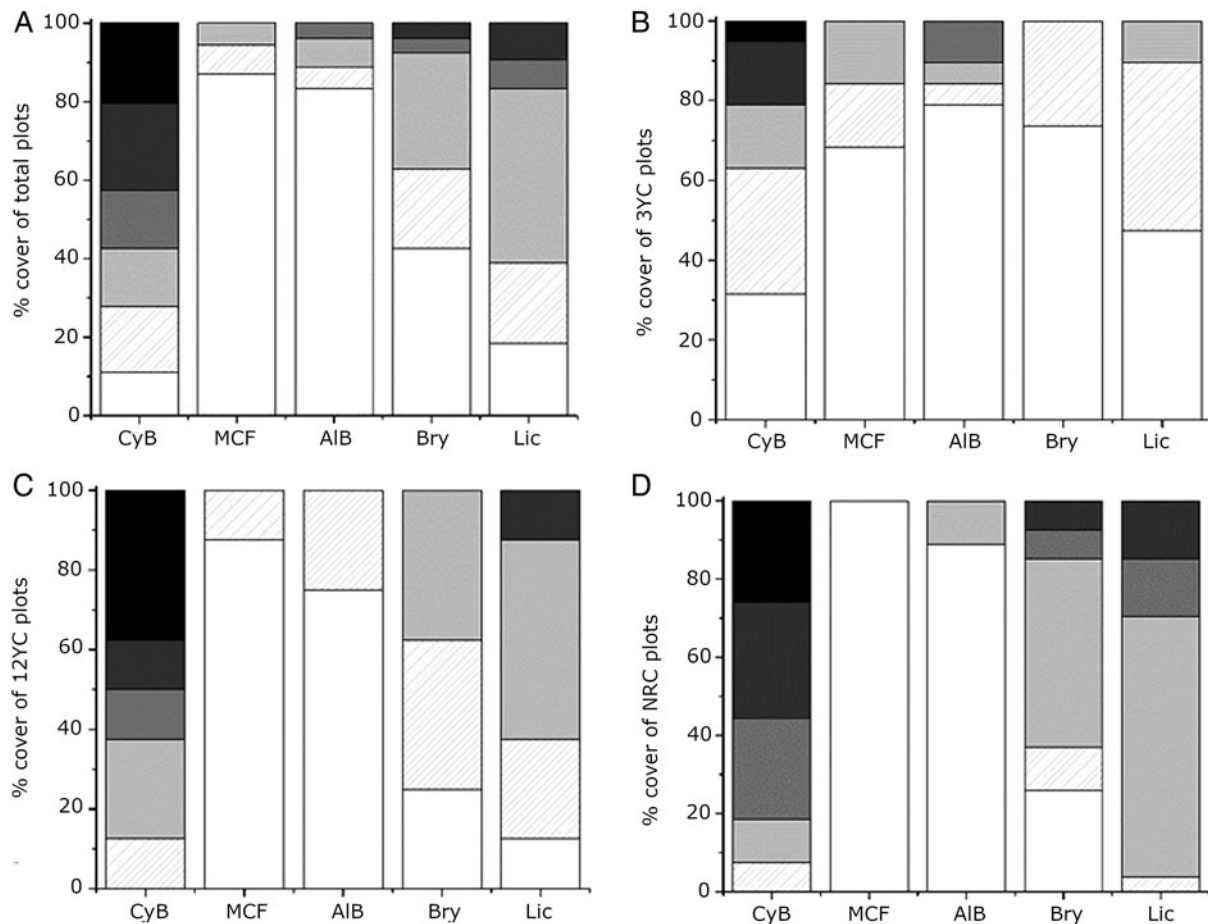 A
% cover of total plots
100
80
60
40
20
0
CyB MCF AlB Bry Lic
B
% cover of 3YC plots
100
80
60
40
20
0
CyB MCF AlB Bry Lic
C
% cover of 12YC plots
100
80
60
40
20
0
CyB MCF AlB Bry Lic
D
% cover of NRC plots
100
80
60
40
20
0
CyB MCF AlB Bry Lic